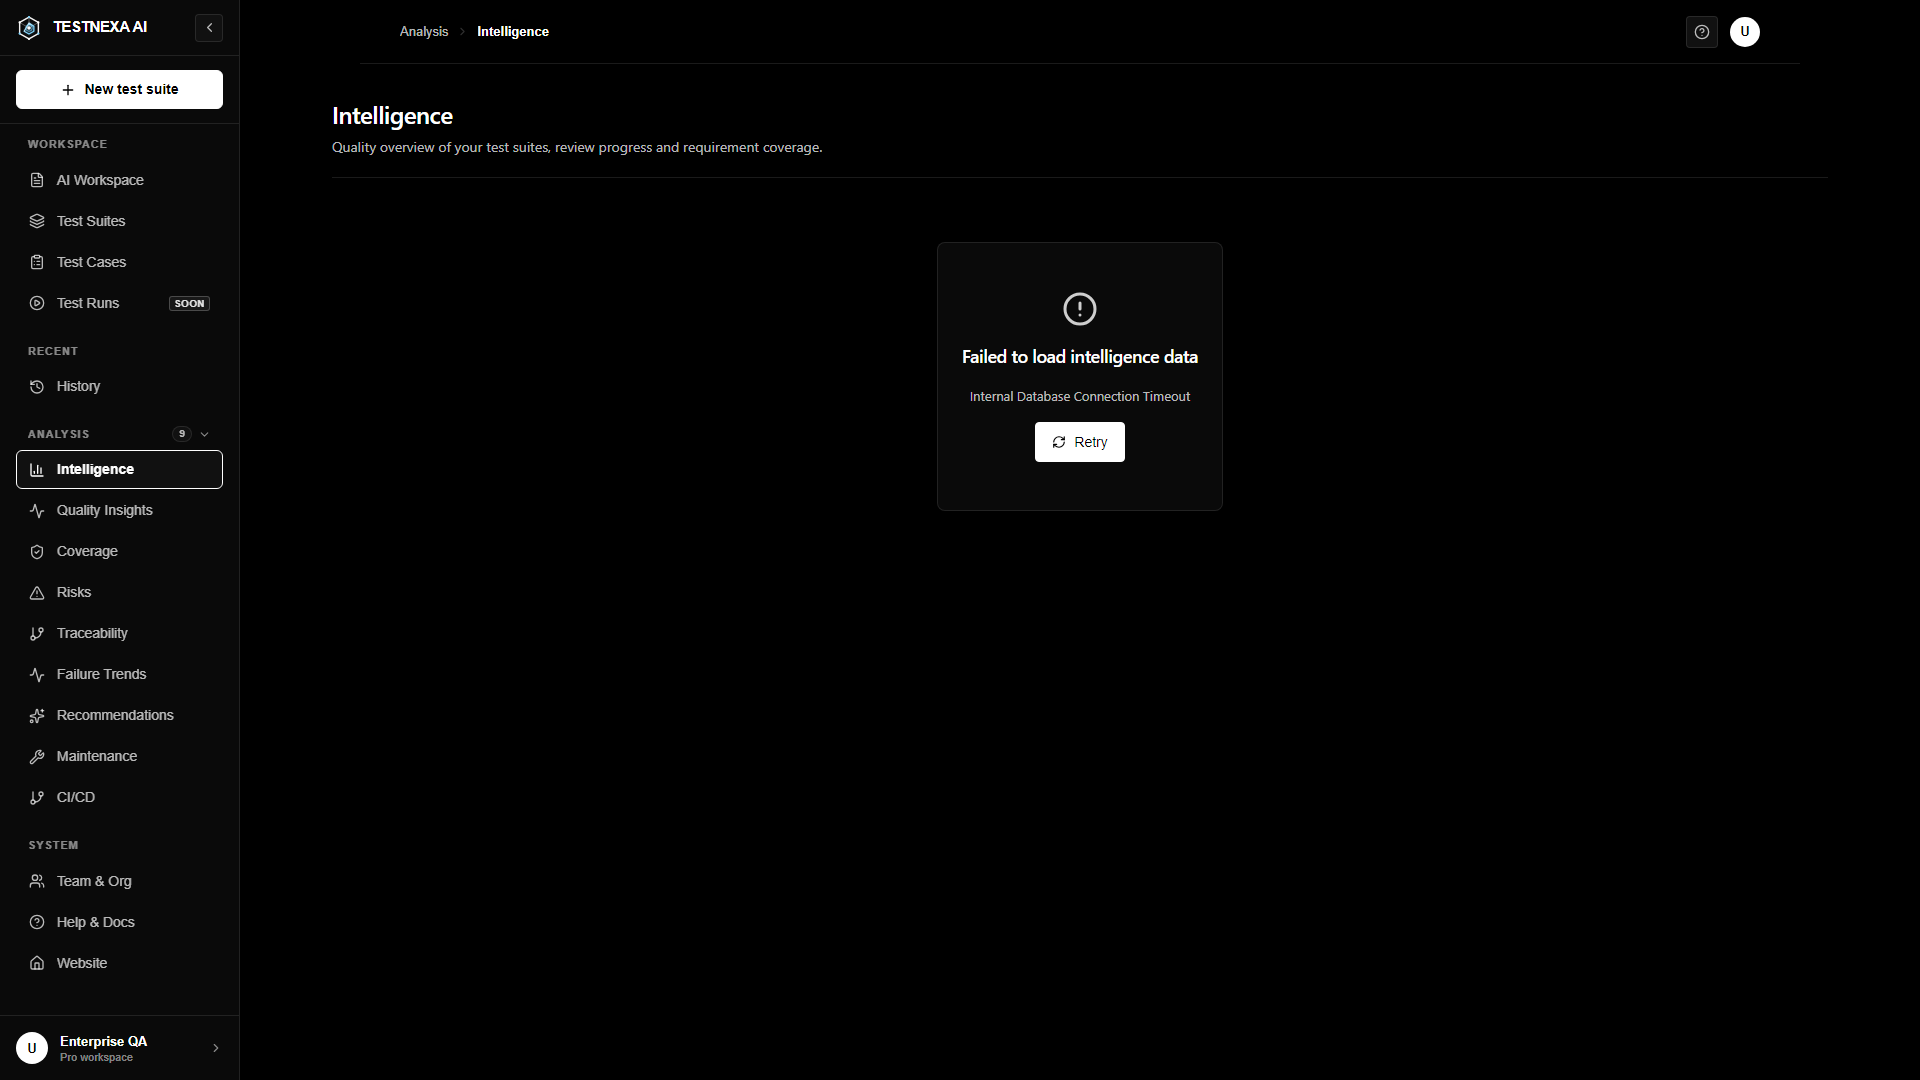 TESTNEXA AI
New test suite
WORKSPACE
AI Workspace
Test Suites
Test Cases
Test Runs SOON
RECENT
History
ANALYSIS 9
Intelligence
Quality Insights
Coverage
Risks
Traceability
Failure Trends
Recommendations
Maintenance
CI/CD
SYSTEM
Team & Org
Help & Docs
Website
U Enterprise QA
Pro workspace
Analysis Intelligence
U
Intelligence
Quality overview of your test suites, review progress and requirement coverage.
Failed to load intelligence data
Internal Database Connection Timeout
Retry